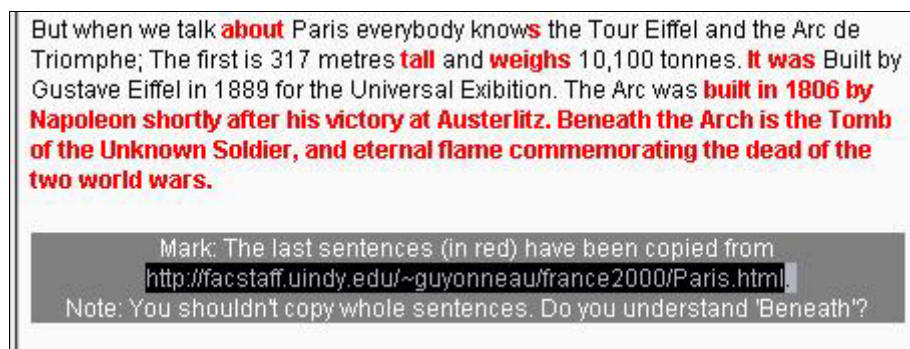 But when we talk about Paris everybody knows the Tour Eiffel and the Arc de
Triomphe; The first is 317 metres tall and weighs 10,100 tonnes. It was Built by
Gustave Eiffel in 1889 for the Universal Exibition. The Arc was built in 1806 by
Napoleon shortly after his victory at Austerlitz. Beneath the Arch is the Tomb
of the Unknown Soldier, and eternal flame commemorating the dead of the
two world wars.
Mark: The last sentences (in red) have been copied from
http://facstaff.uindy.edu/~guyonneau/france2000/Paris.html.
Note: You shouldn't copy whole sentences. Do you understand 'Beneath'?